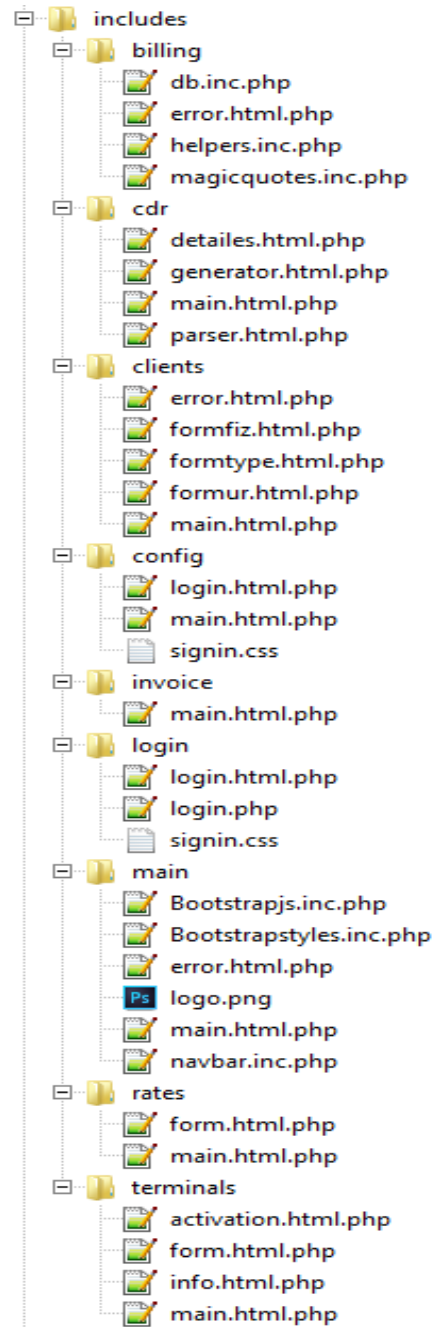 includes
billing
db.inc.php
error.html.php
helpers.inc.php
magicquotes.inc.php
cdr
detailes.html.php
generator.html.php
main.html.php
parser.html.php
clients
error.html.php
formfiz.html.php
formtype.html.php
formur.html.php
main.html.php
config
login.html.php
main.html.php
signin.css
invoice
main.html.php
login
login.html.php
login.php
signin.css
main
Bootstrapjs.inc.php
Bootstrapstyles.inc.php
error.html.php
Ps logo.png
main.html.php
navbar.inc.php
rates
form.html.php
main.html.php
terminals
activation.html.php
form.html.php
info.html.php
main.html.php